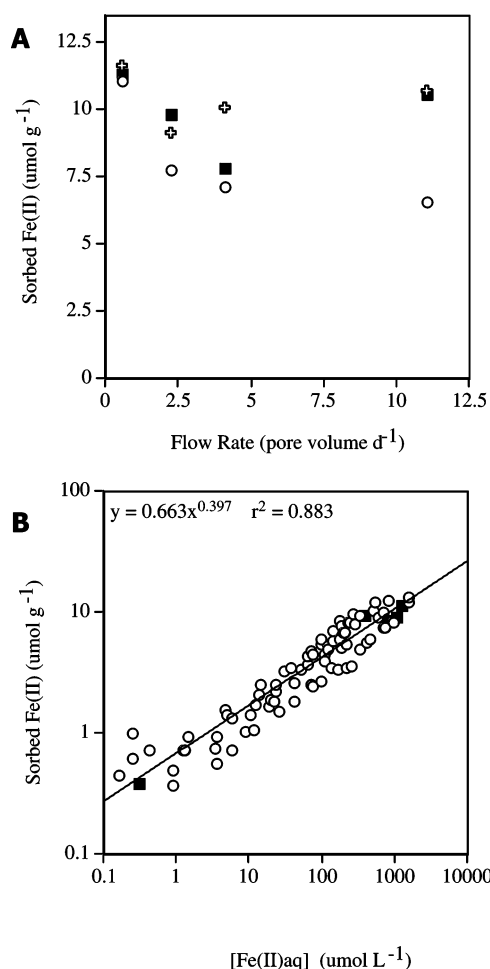 A
12.5
10
7.5
5
2.5
0
Sorbed Fe(II) (umol g⁻¹)
0 2.5 5 7.5 10 12.5
Flow Rate (pore volume d⁻¹)
B
100
10
1
0.1
Sorbed Fe(II) (umol g⁻¹)
y = 0.663x⁰·³⁹⁷ r² = 0.883
0.1 1 10 100 1000 10000
[Fe(II)aq] (umol L⁻¹)